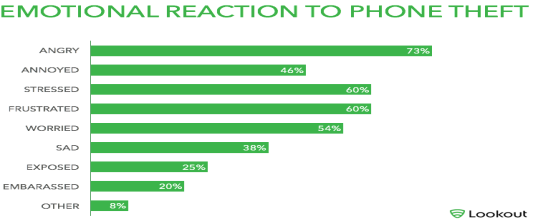 EMOTIONAL REACTION TO PHONE THEFT
ANGRY 73%
ANNOYED 46%
STRESSED 60%
FRUSTRATED 60%
WORRIED 54%
SAD 38%
EXPOSED 25%
EMBARASSED 20%
OTHER 8%
Lookout